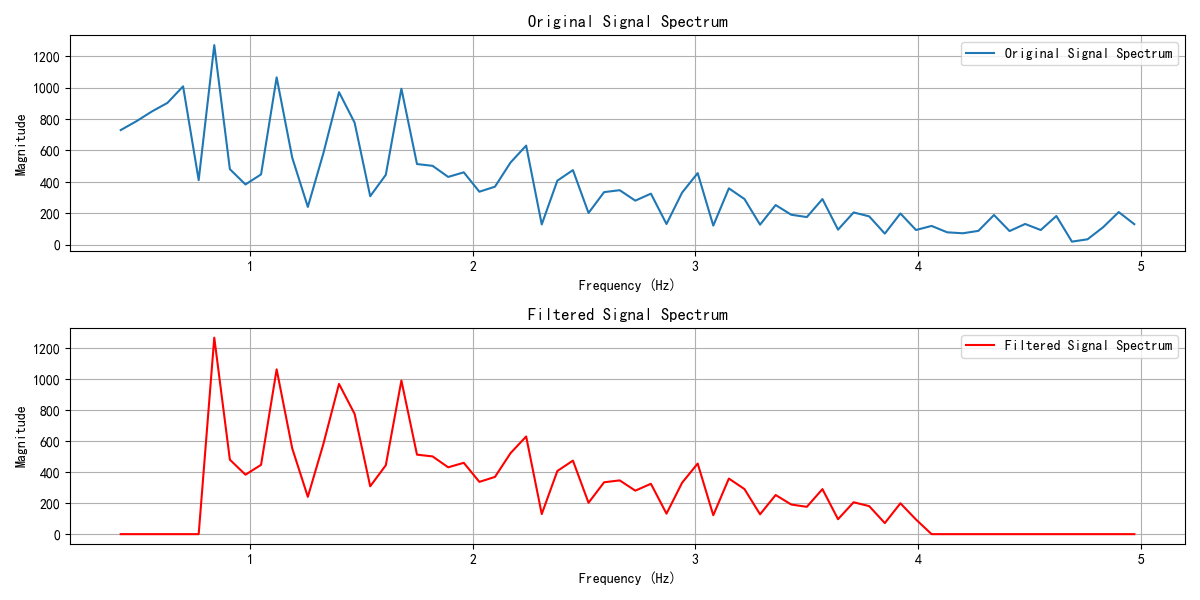 Original Signal Spectrum
Original Signal Spectrum
Magnitude
1200
1000
800
600
400
200
0
1 2 3 4 5
Frequency (Hz)
Filtered Signal Spectrum
Filtered Signal Spectrum
Magnitude
1200
1000
800
600
400
200
0
1 2 3 4 5
Frequency (Hz)